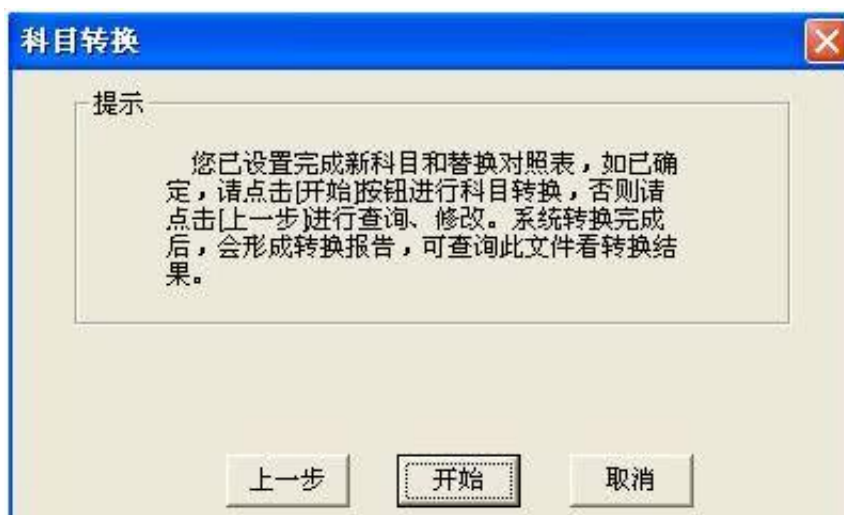 科目转换
提示
您已设置完成新科目和替换对照表，如已确
定，请点击[开始]按钮进行科目转换，否则请
点击[上一步]进行查询、修改。系统转换完成
后，会形成转换报告，可查询此文件看转换结
果。
上一步 开始 取消